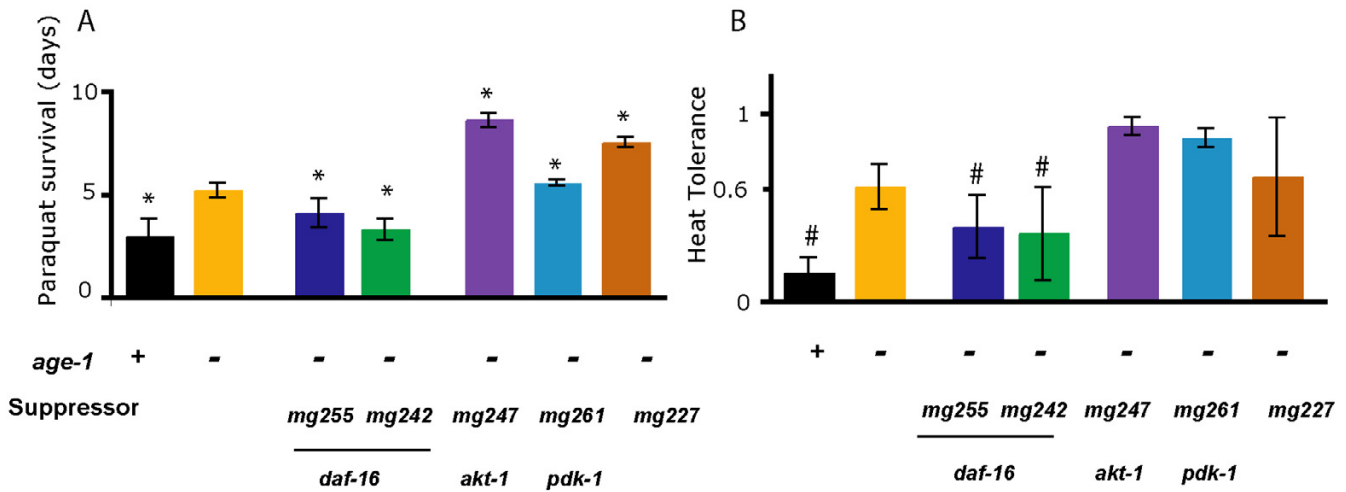 A
Paraquat survival (days)
10
5
0
* * * * * *
age-1 + - - - - - -
Suppressor mg255 mg242 mg247 mg261 mg227
daf-16 akt-1 pdk-1
B
Heat Tolerance
1
0.6
0
# # #
+ - - - - - -
mg255 mg242 mg247 mg261 mg227
daf-16 akt-1 pdk-1